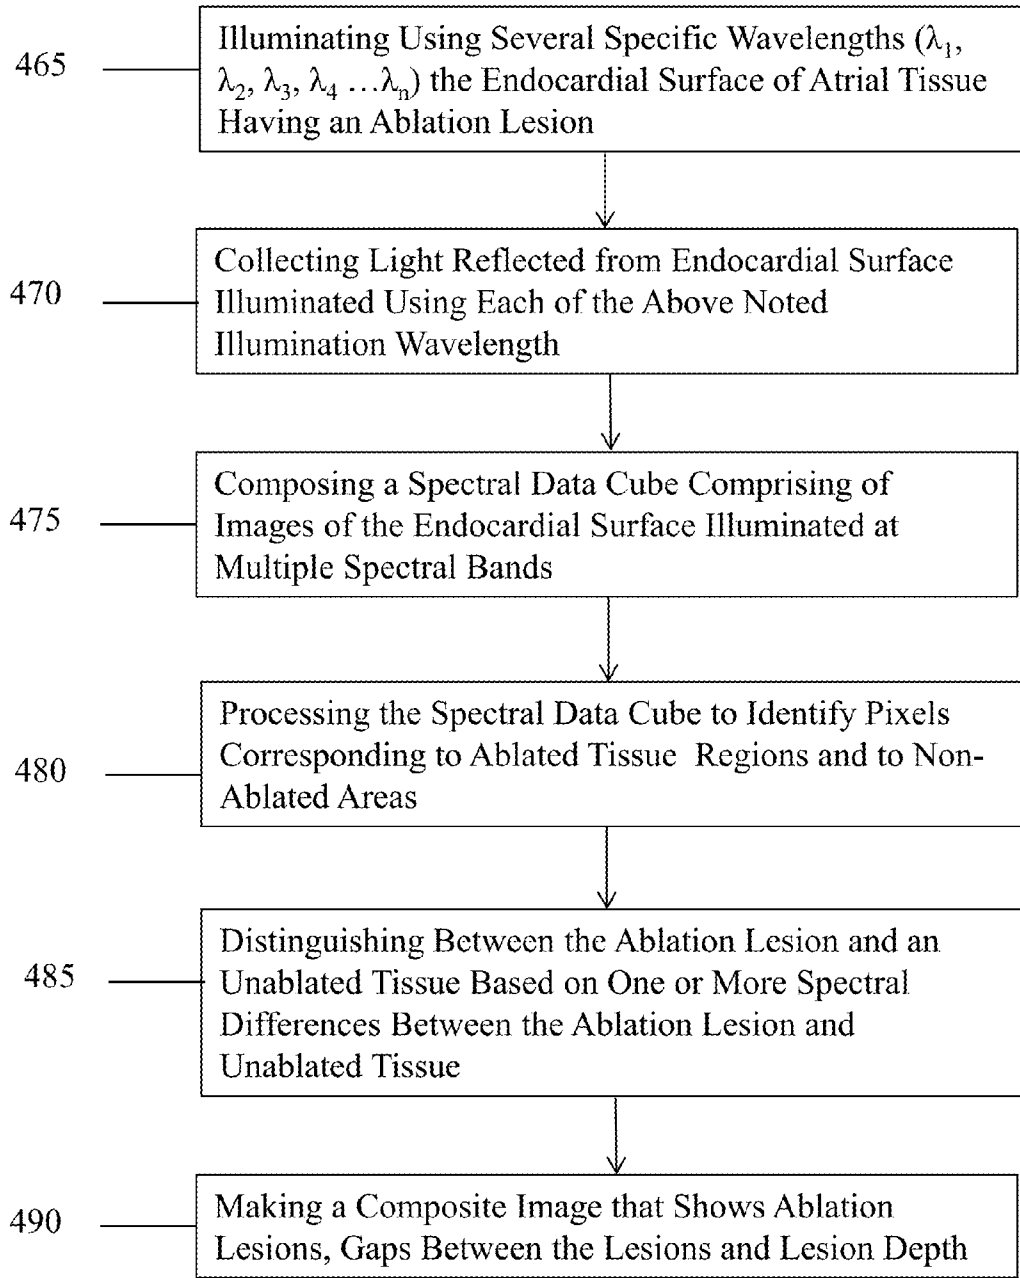 465
Illuminating Using Several Specific Wavelengths (λ₁,
λ₂, λ₃, λ₄ …λₙ) the Endocardial Surface of Atrial Tissue
Having an Ablation Lesion
470
Collecting Light Reflected from Endocardial Surface
Illuminated Using Each of the Above Noted
Illumination Wavelength
475
Composing a Spectral Data Cube Comprising of
Images of the Endocardial Surface Illuminated at
Multiple Spectral Bands
480
Processing the Spectral Data Cube to Identify Pixels
Corresponding to Ablated Tissue Regions and to Non-
Ablated Areas
485
Distinguishing Between the Ablation Lesion and an
Unablated Tissue Based on One or More Spectral
Differences Between the Ablation Lesion and
Unablated Tissue
490
Making a Composite Image that Shows Ablation
Lesions, Gaps Between the Lesions and Lesion Depth